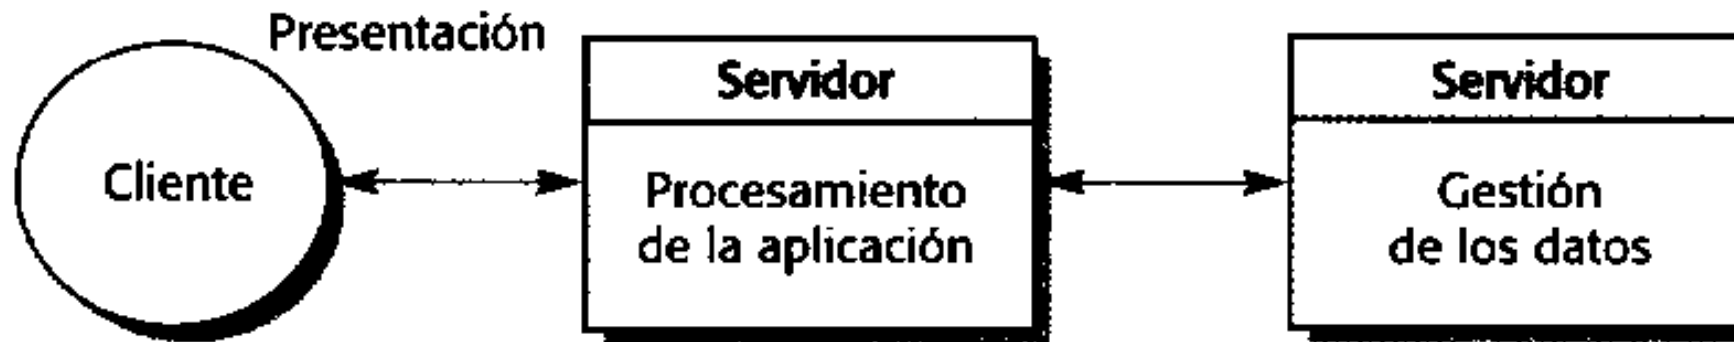 Presentación
Cliente
Servidor
Procesamiento
de la aplicación
Servidor
Gestión
de los datos